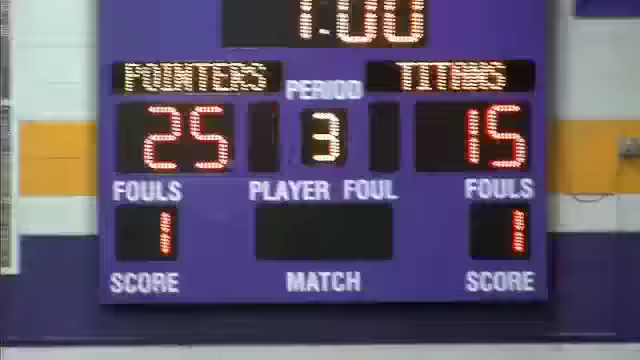 1:00
POINTERS TITANS
PERIOD
25 3 15
FOULS PLAYER FOUL FOULS
1 1
SCORE MATCH SCORE